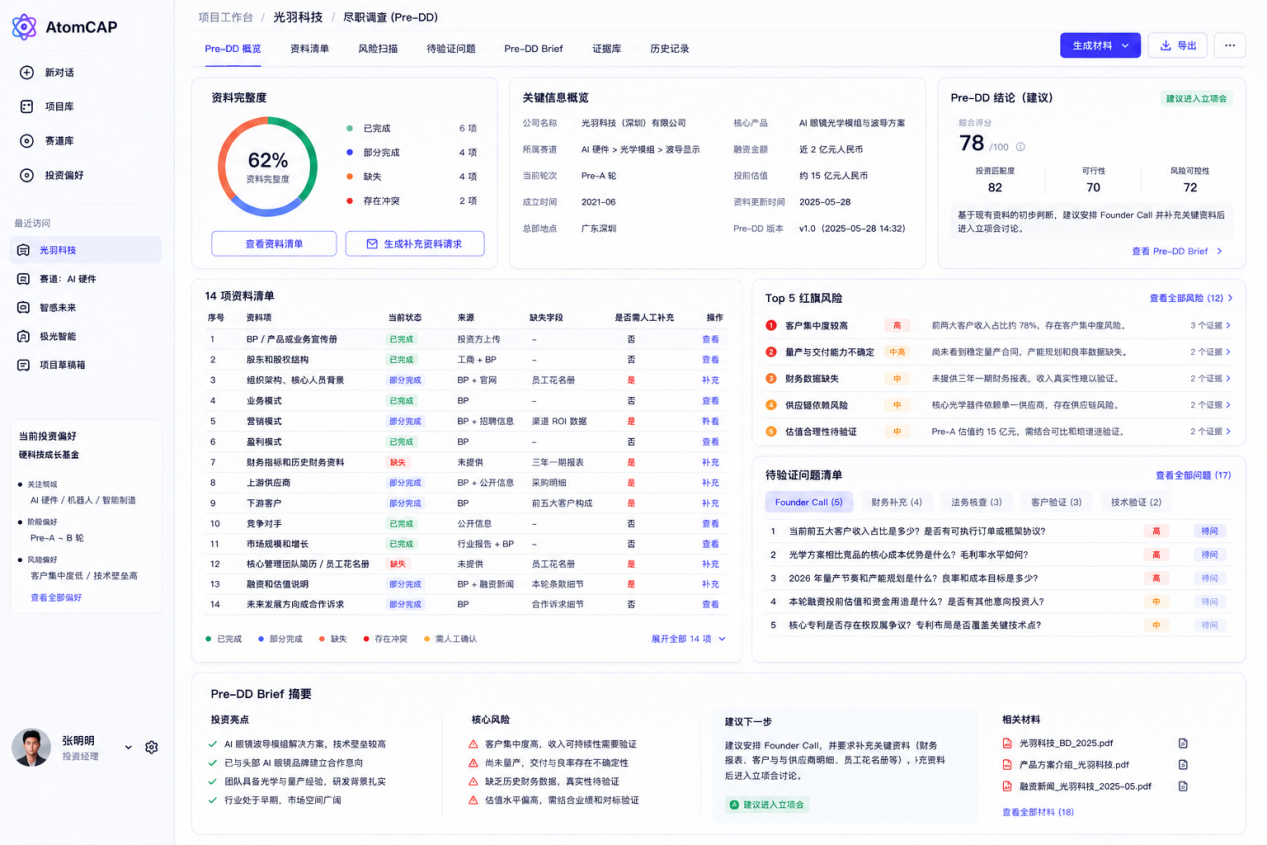 AtomCAP
新对话
项目库
赛道库
投资偏好
最近访问
光羽科技
赛道：AI 硬件
智感未来
极光智能
项目草稿箱
当前投资偏好
硬科技成长基金
关注领域
AI 硬件 / 机器人 / 智能制造
阶段偏好
Pre-A ~ B 轮
风险偏好
客户集中度低 / 技术壁垒高
查看全部偏好
张明明
投资经理
项目工作台 / 光羽科技 / 尽职调查 (Pre-DD)
Pre-DD 概览 资料清单 风险扫描 待验证问题 Pre-DD Brief 证据库 历史记录
生成材料 导出 ...
资料完整度
62%
资料完整度
已完成 6 项
部分完成 4 项
缺失 4 项
存在冲突 2 项
查看资料清单 生成补充资料请求
关键信息概览
公司名称 光羽科技（深圳）有限公司 核心产品 AI 眼镜光学模组与波导方案
所属赛道 AI 硬件 > 光学模组 > 波导显示 融资金额 近 2 亿元人民币
当前轮次 Pre-A 轮 投前估值 约 15 亿元人民币
成立时间 2021-06 资料更新时间 2025-05-28
总部地点 广东深圳 Pre-DD 版本 v1.0（2025-05-28 14:32）
Pre-DD 结论（建议） 建议进入立项会
综合评分
78 /100
投资匹配度 可行性 风险可控性
82 70 72
基于现有资料的初步判断，建议安排 Founder Call 并补充关键资料后
进入立项会讨论。
查看 Pre-DD Brief
14 项资料清单
序号 资料项 当前状态 来源 缺失字段 是否需人工补充 操作
1 BP / 产品或业务宣传册 已完成 投资方上传 – 否 查看
2 股东和股权结构 已完成 工商 + BP – 否 查看
3 组织架构、核心人员背景 部分完成 BP + 官网 员工花名册 是 补充
4 业务模式 已完成 BP – 否 查看
5 营销模式 部分完成 BP + 招聘信息 渠道 ROI 数据 是
6 盈利模式 已完成 BP – 否 查看
7 财务指标和历史财务资料 缺失 未提供 三年一期报表 是 补充
8 上游供应商 部分完成 BP + 公开信息 采购明细 是 补充
9 下游客户 部分完成 BP 前五大客户构成 是 补充
10 竞争对手 已完成 公开信息 – 否 查看
11 市场规模和增长 已完成 行业报告 + BP – 否 查看
12 核心管理团队简历 / 员工花名册 缺失 未提供 员工花名册 是 补充
13 融资和估值说明 部分完成 BP + 融资新闻 本轮条款细节 是 补充
14 未来发展方向或合作诉求 部分完成 BP 合作诉求细节 否 查看
已完成 部分完成 缺失 存在冲突 需人工确认 展开全部 14 项
Top 5 红旗风险 查看全部风险 (12)
1 客户集中度较高 高 前两大客户收入占比约 78%，存在客户集中度风险。 3 个证据
2 量产与交付能力不确定 中高 尚未看到稳定量产合同，产能规划和良率数据缺失。 2 个证据
3 财务数据缺失 中 未提供三年一期财务报表，收入真实性难以验证。 2 个证据
4 供应链依赖风险 中 核心光学器件依赖单一供应商，存在供应链风险。 2 个证据
5 估值合理性待验证 中 Pre-A 估值约 15 亿元，需结合可比和 2 个证据
待验证问题清单 查看全部问题 (17)
Founder Call (5) 财务补充 (4) 法务核查 (3) 客户验证 (3) 技术验证 (2)
1 当前前五大客户收入占比是多少？是否有可执行订单或框架协议？ 高 待问
2 光学方案相比竞品的核心成本优势是什么？毛利率水平如何？ 高 待问
3 2026 年量产节奏和产能规划是什么？良率和成本目标是多少？ 高 待问
4 本轮融资投前估值和资金用途是什么？是否有其他意向投资人？ 中 待问
5 核心专利是否存在权属争议？专利布局是否覆盖关键技术点？ 中 待问
Pre-DD Brief 摘要
投资亮点
AI 眼镜波导模组解决方案，技术壁垒较高
已与头部 AI 眼镜品牌建立合作意向
团队具备光学与量产经验，研发背景扎实
行业处于早期，市场空间广阔
核心风险
客户集中度高，收入可持续性需要验证
尚未量产，交付与良率存在不确定性
缺乏历史财务数据，真实性待验证
估值水平偏高，需结合业绩和对标验证
建议下一步
建议安排 Founder Call，并要求补充关键资料（财务
报表、客户与与供应商明细、员工花名册等），补充资料
后进入立项会讨论。
建议进入立项会
相关材料
光羽科技_BD_2025.pdf
产品方案介绍_光羽科技.pdf
融资新闻_光羽科技_2025-05.pdf
查看全部材料 (18)